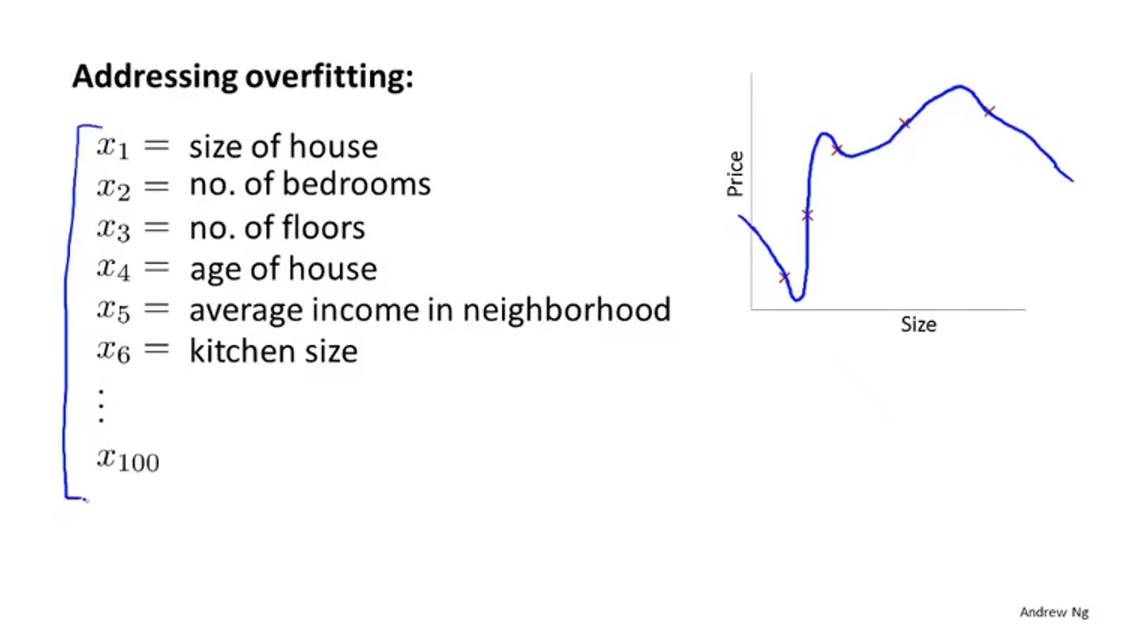 Addressing overfitting:
x₁ = size of house
x₂ = no. of bedrooms
x₃ = no. of floors
x₄ = age of house
x₅ = average income in neighborhood
x₆ = kitchen size
⋮
x₁₀₀
Price
Size
Andrew Ng